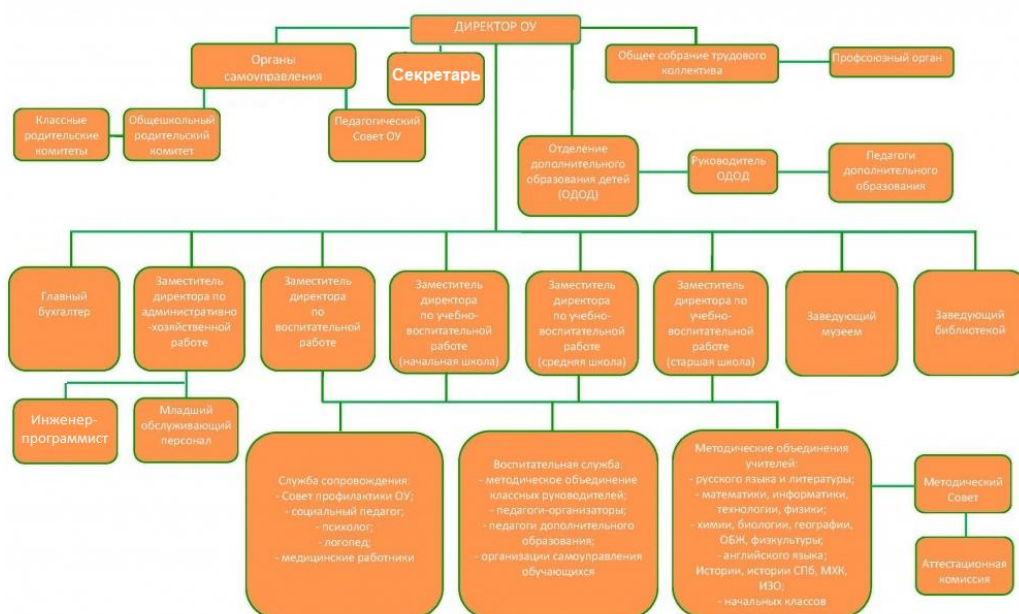 ДИРЕКТОР ОУ
Органы
самоуправления
Секретарь
Общее собрание трудового
коллектива
Профсоюзный орган
Классные
родительские
комитеты
Общешкольный
родительский
комитет
Педагогический
Совет ОУ
Отделение
дополнительного
образования детей
(ОДОД)
Руководитель
ОДОД
Педагоги
дополнительного
образования
Главный
бухгалтер
Заместитель
директора по
административно
-хозяйственной
работе
Заместитель
директора
по
воспитательной
работе
Заместитель
директора
по учебно-
воспитательной
работе
(начальная школа)
Заместитель
директора
по учебно-
воспитательной
работе
(средняя школа)
Заместитель
директора по
учебно-
воспитательной
работе
(старшая школа)
Заведующий
музеем
Заведующий
библиотекой
Инженер-
программист
Младший
обслуживающий
персонал
Служба сопровождения:
- Совет профилактики ОУ;
- социальный педагог;
- психолог;
- логопед;
- медицинские работники
Воспитательная служба:
- методическое объединение
классных руководителей;
- педагоги-организаторы;
- педагоги дополнительного
образования;
- организации самоуправления
обучающихся
Методические объединения
учителей:
- русского языка и литературы;
- математики, информатики,
технологии, физики;
- химии, биологии, географии,
ОБЖ, физкультуры;
- английского языка;
Истории, истории СПб, МХК,
ИЗО;
- начальных классов
Методический
Совет
Аттестационная
комиссия